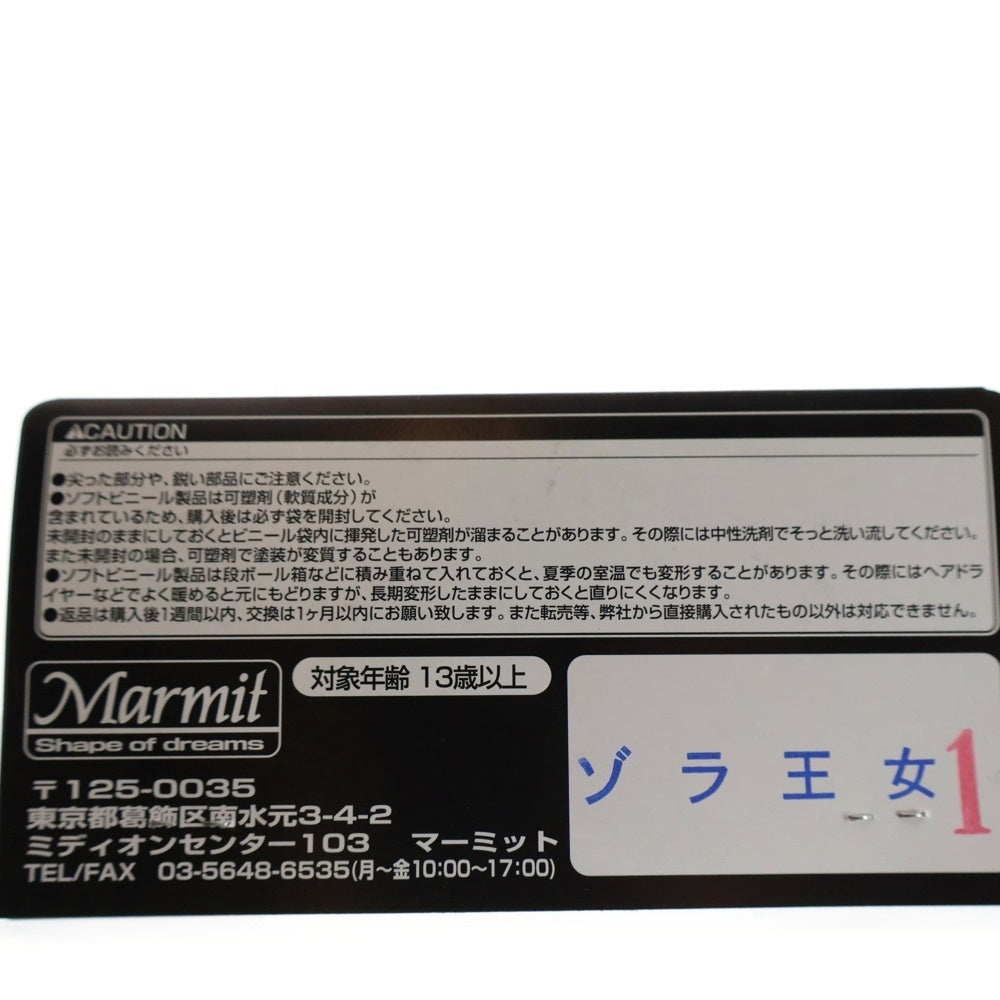 CAUTION
必ずお読みください
●尖った部分や、鋭い部品にご注意ください。
●ソフトビニール製品は可塑剤（軟質成分）が
含まれているため、購入後は必ず袋を開封してください。
未開封のままにしておくとビニール袋内に揮発した可塑剤が溜まることがあります。その際には中性洗剤でそっと洗い流してください。
また未開封の場合、可塑剤で塗装が変質することもあります。
●ソフトビニール製品は段ボール箱などに積み重ねて入れておくと、夏季の室温でも変形することがあります。その際にはヘアドラ
イヤーなどでよく暖めると元にもどりますが、長期変形したままにしておくと直りにくくなります。
●返品は購入後1週間以内、交換は1ヶ月以内にお願い致します。また転売等、弊社から直接購入されたもの以外は対応できません。
Marmit
Shape of dreams
対象年齢 13歳以上
ゾラ王女1
〒125-0035
東京都葛飾区南水元3-4-2
ミディオンセンター103 マーミット
TEL/FAX 03-5648-6535(月～金10:00～17:00)